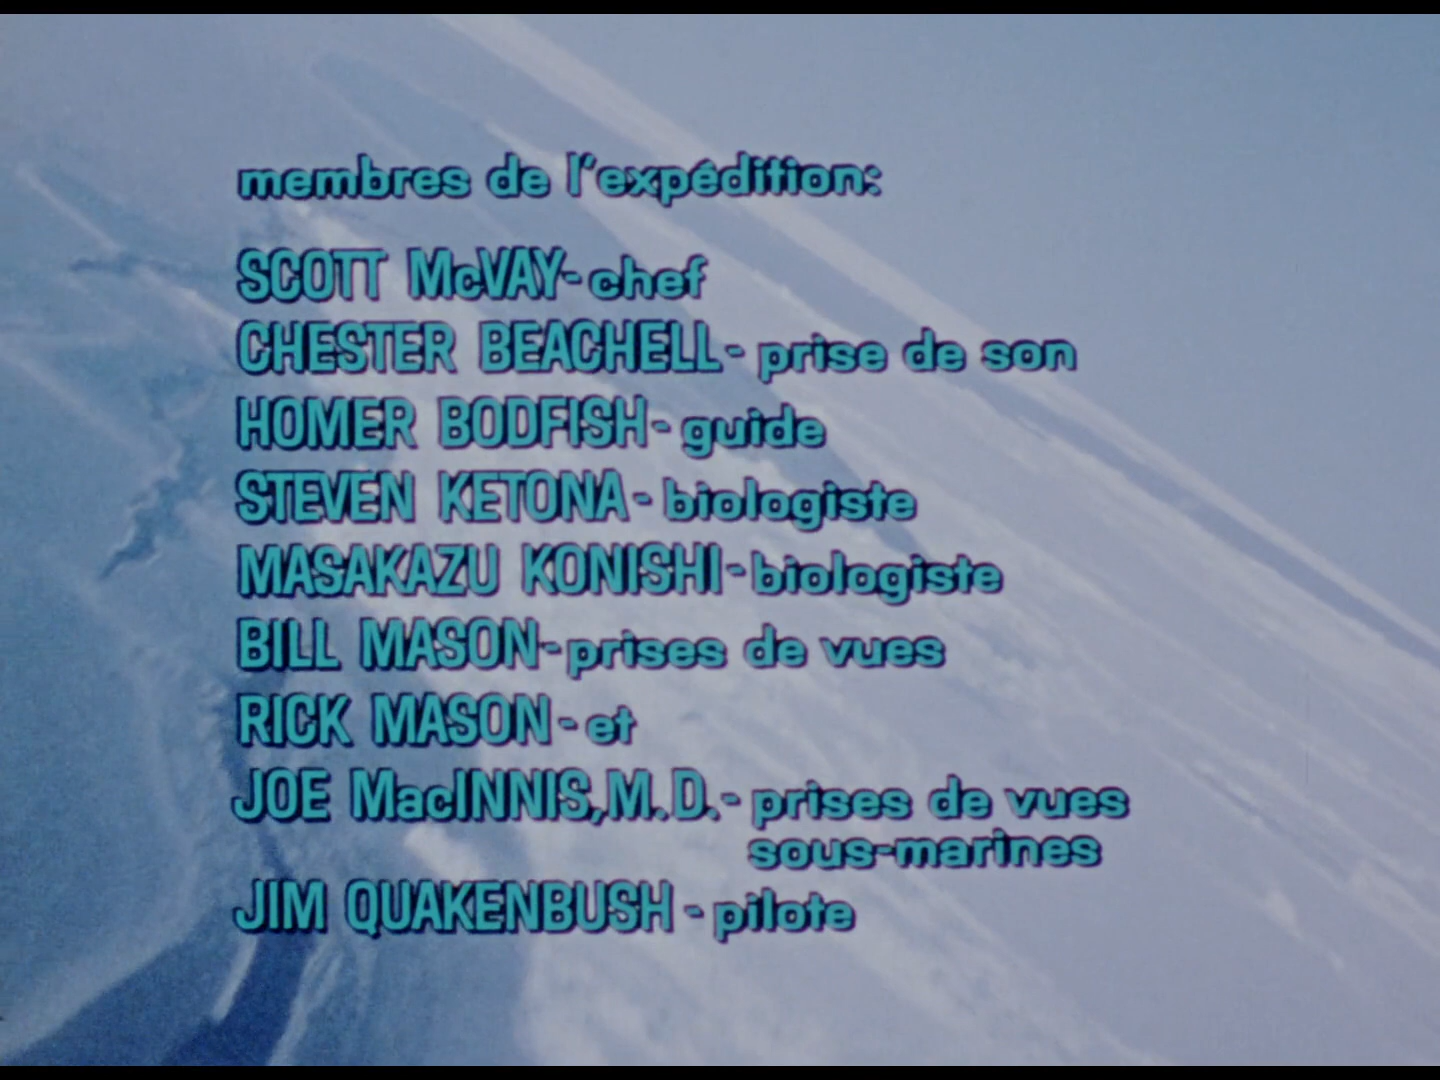 membres de l'expédition:
SCOTT McVAY - chef
CHESTER BEACHELL - prise de son
HOMER BODFISH - guide
STEVEN KETONA - biologiste
MASAKAZU KONISHI - biologiste
BILL MASON - prises de vues
RICK MASON - et
JOE MacINNIS, M.D. - prises de vues
sous-marines
JIM QUAKENBUSH - pilote